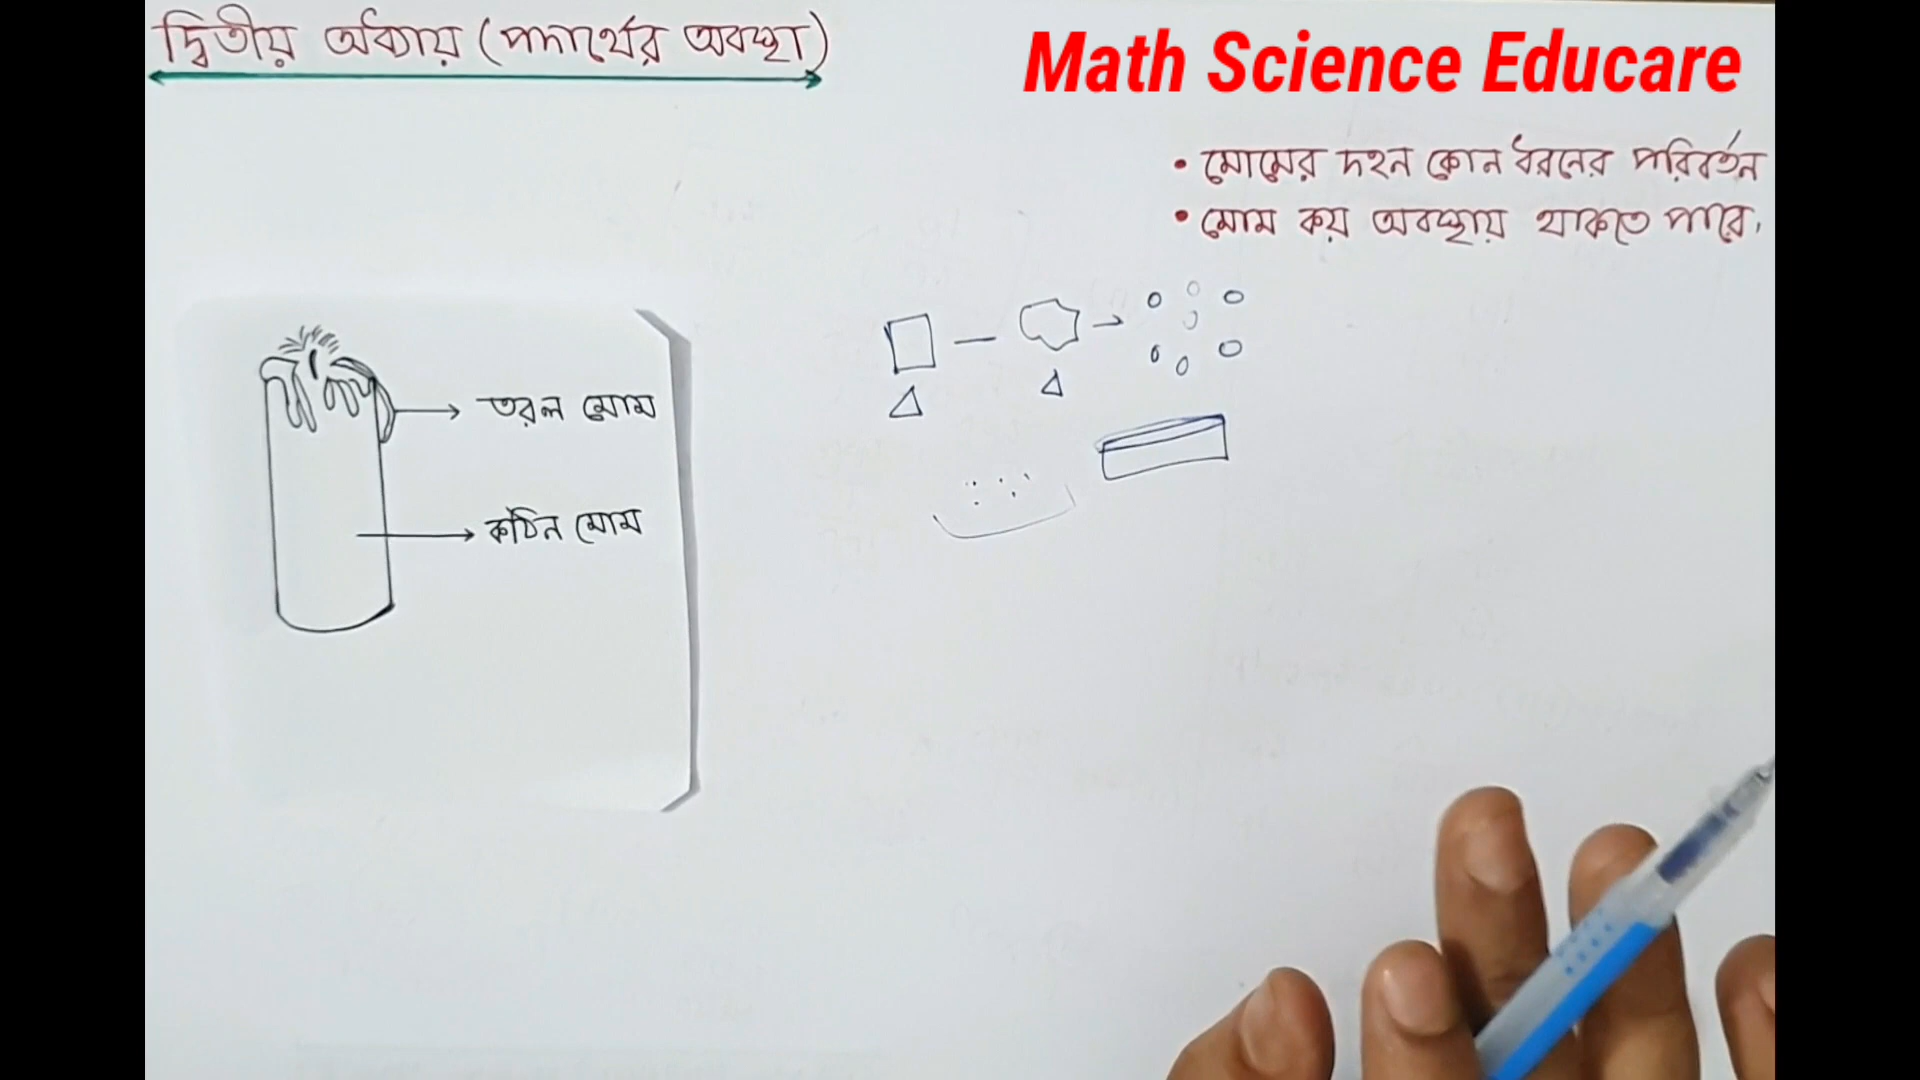 দ্বিতীয় অধ্যায় (পদার্থের অবস্থা)
Math Science Educare
• মোমের দহন কোন ধরনের পরিবর্তন
• মোম কয় অবস্থায় থাকতে পারে।
তরল মোম
কঠিন মোম